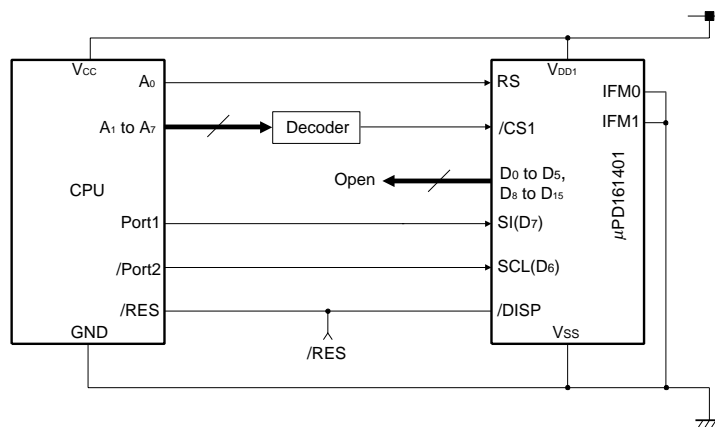 VCC
A0
A1 to A7
CPU
Port1
/Port2
/RES
GND
Decoder
Open
/RES
VDD1
RS
/CS1
D0 to D5,
D8 to D15
SI(D7)
SCL(D6)
/DISP
VSS
IFM0
IFM1
µPD161401